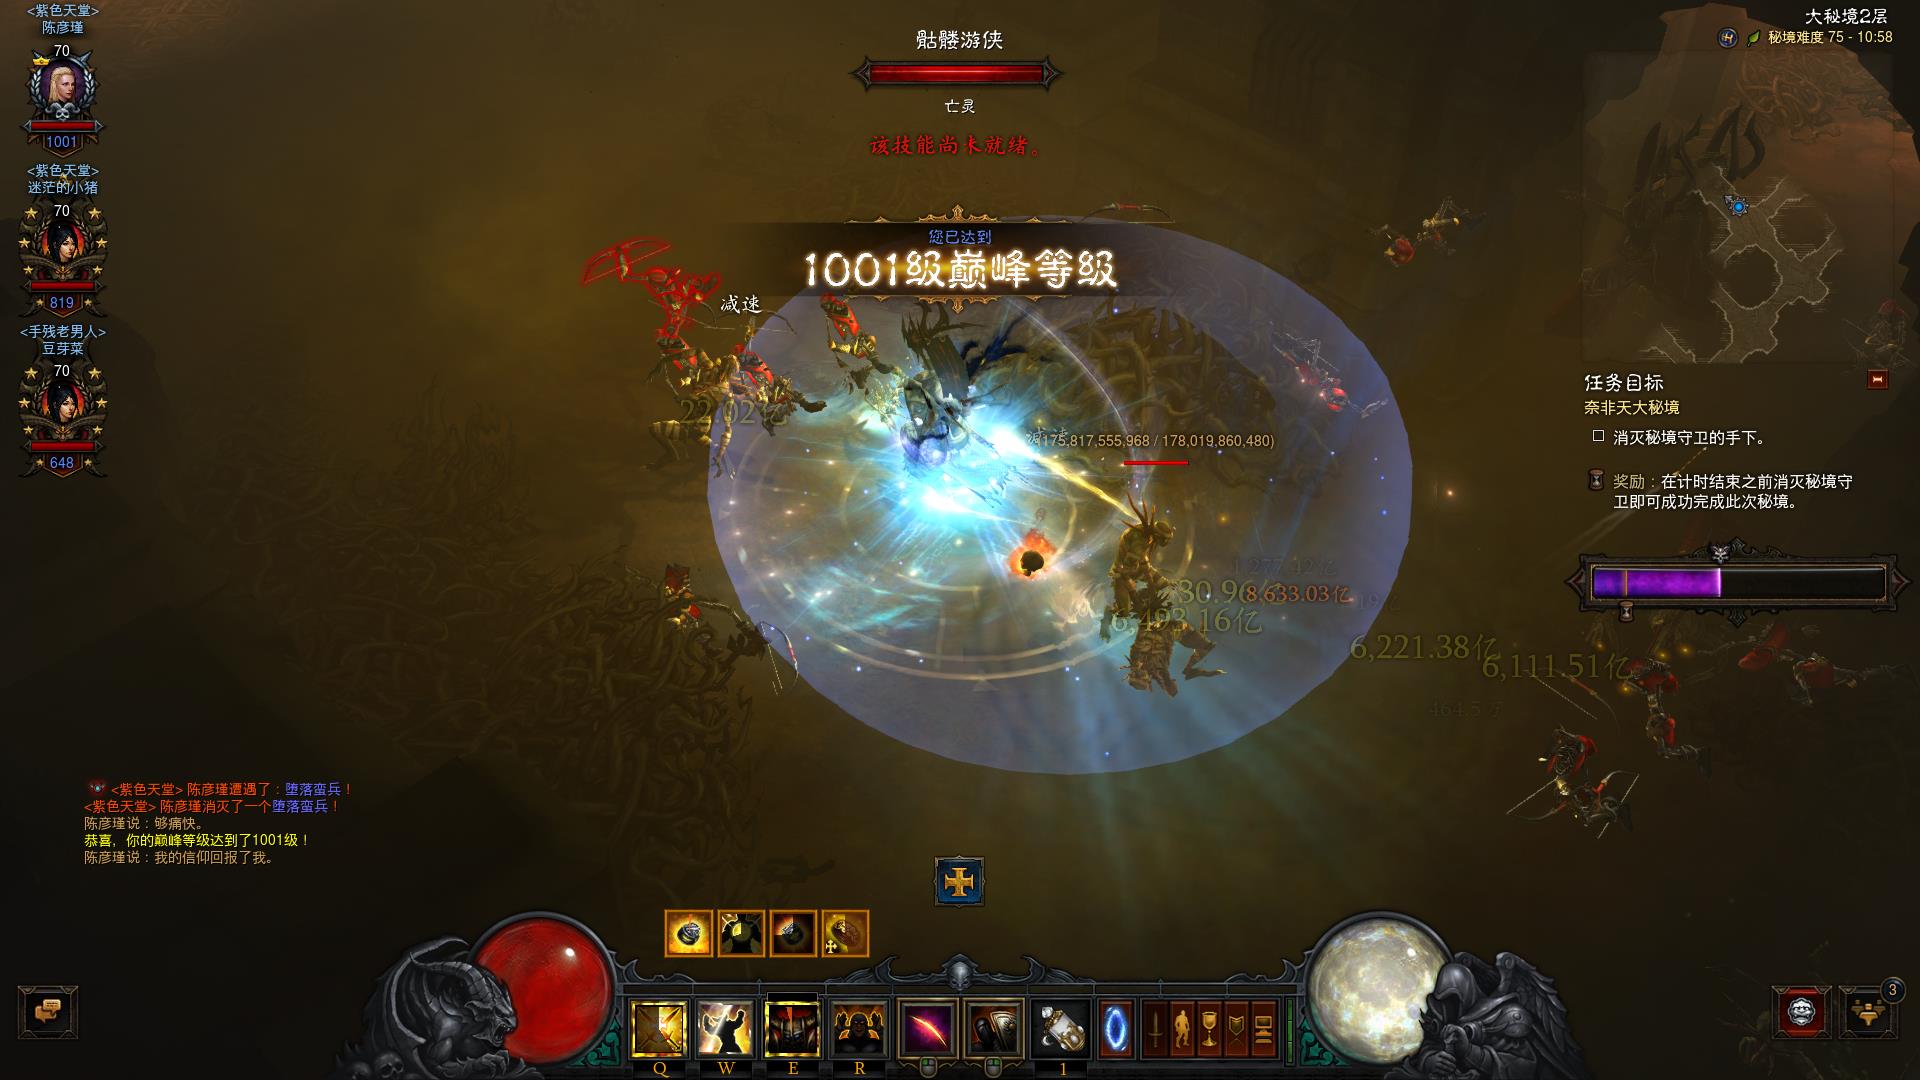 <紫色天堂>
陈彦瑾
70
1001
<紫色天堂>
迷茫的小猪
70
819
<手残老男人>
豆芽菜
70
648
骷髅游侠
亡灵
该技能尚未就绪。
您已达到
1001级巅峰等级
减速
22.02亿
减速
(175,817,555,968 / 178,019,860,480)
1,277.42亿
8,633.03亿
6,493.16亿
6,221.38亿
6,111.51亿
大秘境2层
秘境难度 75 - 10:58
任务目标
奈非天大秘境
消灭秘境守卫的手下。
奖励：在计时结束之前消灭秘境守
卫即可成功完成此次秘境。
<紫色天堂> 陈彦瑾遭遇了：堕落蛮兵！
<紫色天堂> 陈彦瑾消灭了一个堕落蛮兵！
陈彦瑾说：够痛快。
恭喜，你的巅峰等级达到了1001级！
陈彦瑾说：我的信仰回报了我。
Q
W
E
R
1
3